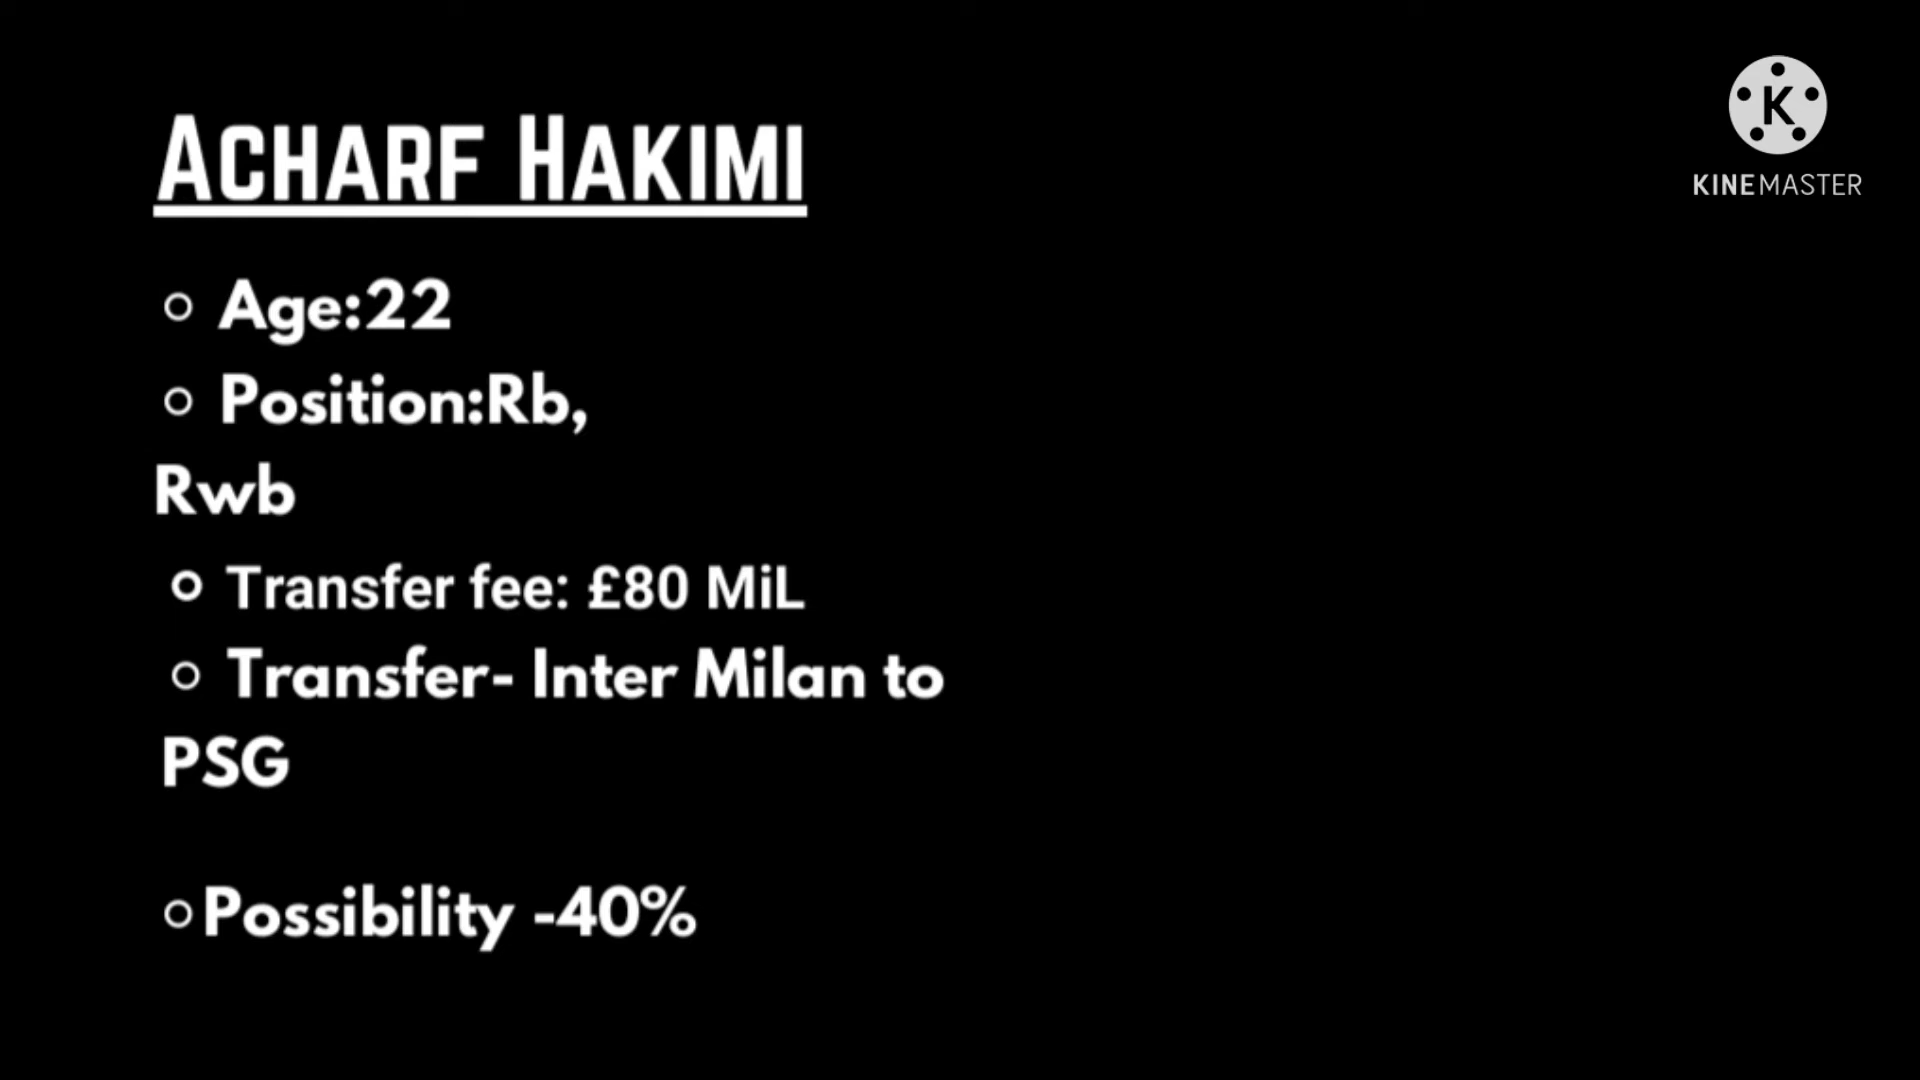 ACHARF HAKIMI
○ Age:22
○ Position:Rb,
Rwb
○ Transfer fee: £80 MiL
○ Transfer- Inter Milan to
PSG
○Possibility -40%
K
KINEMASTER